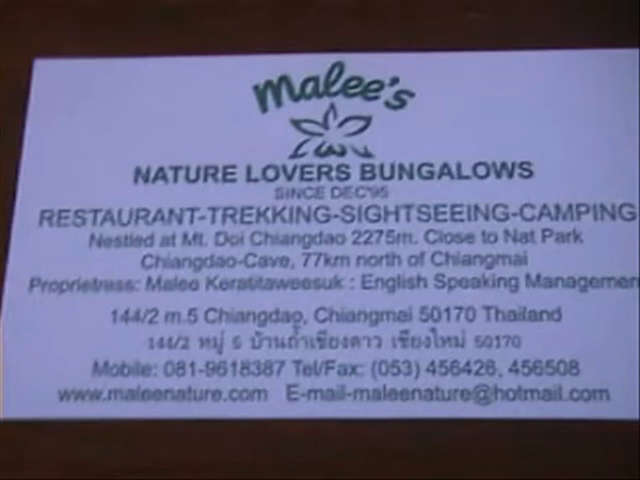 Malee's
NATURE LOVERS BUNGALOWS
SINCE DEC'95
RESTAURANT-TREKKING-SIGHTSEEING-CAMPING
Nestled at Mt. Doi Chiangdao 2275m. Close to Nat Park
Chiangdao-Cave, 77km north of Chiangmai
Proprietress: Malee Keratitaweesuk : English Speaking Managemen
144/2 m.5 Chiangdao, Chiangmai 50170 Thailand
144/2 หมู่ 5 บ้านถ้ำเชียงดาว เชียงใหม่ 50170
Mobile: 081-9618387 Tel/Fax: (053) 456426, 456508
www.maleenature.com E-mail-maleenature@hotmail.com